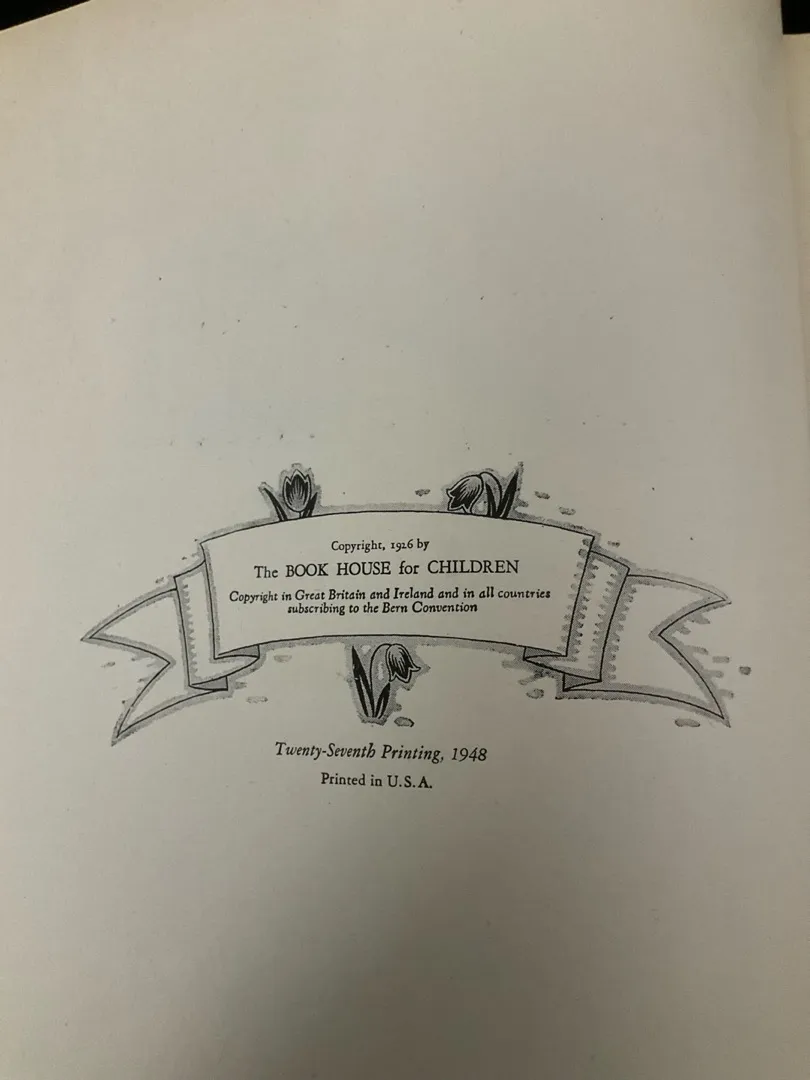 Copyright, 1926 by
The BOOK HOUSE for CHILDREN
Copyright in Great Britain and Ireland and in all countries
subscribing to the Bern Convention
Twenty-Seventh Printing, 1948
Printed in U.S.A.